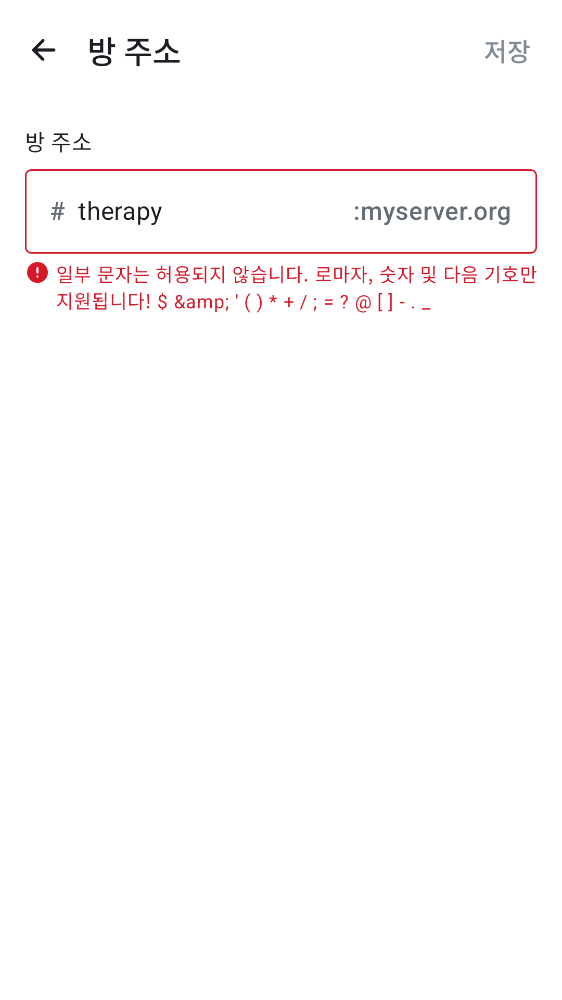 방 주소
저장
방 주소
# therapy :myserver.org
일부 문자는 허용되지 않습니다. 로마자, 숫자 및 다음 기호만
지원됩니다! $ &amp; ' ( ) * + / ; = ? @ [ ] - . _